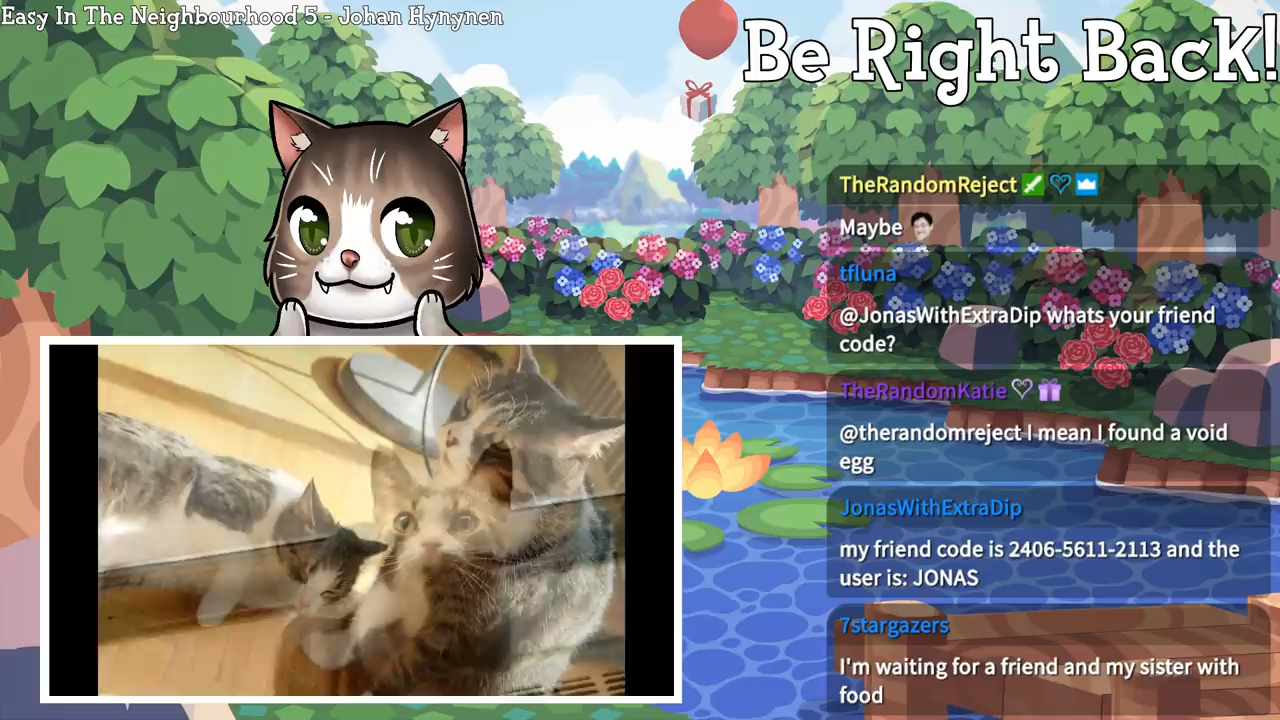 Easy In The Neighbourhood 5 - Johan Hynynen
Be Right Back!
TheRandomReject
Maybe
tfluna
@JonasWithExtraDip whats your friend
code?
TheRandomKatie
@therandomreject I mean I found a void
egg
JonasWithExtraDip
my friend code is 2406-5611-2113 and the
user is: JONAS
7stargazers
I'm waiting for a friend and my sister with
food